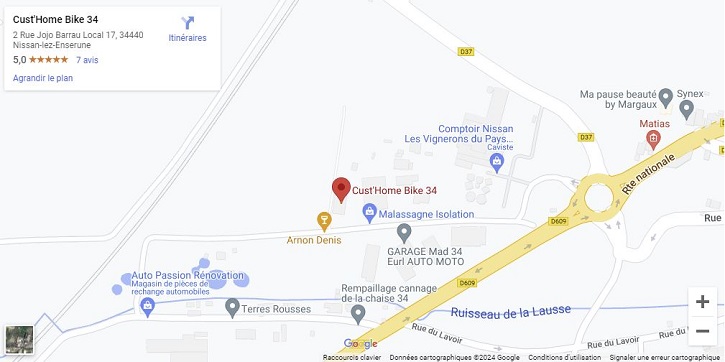 Cust'Home Bike 34
2 Rue Jojo Barrau Local 17, 34440
Nissan-lez-Enserune
Itinéraires
5,0 ★★★★★ 7 avis
Agrandir le plan
D37
Ma pause beauté
by Margaux
Synex
Matias
Comptoir Nissan
Les Vignerons du Pays...
Caviste
D37
Rte nationale
Cust'Home Bike 34
Malassagne Isolation
D609
Rue
Arnon Denis
GARAGE Mad 34
Eurl AUTO MOTO
Auto Passion Rénovation
Magasin de pièces de
rechange automobiles
D609
Rempaillage cannage
de la chaise 34
Terres Rousses
Ruisseau de la Lausse
Rue du Lavoir
Rue du Lavoir
Google
Raccourcis clavier
Données cartographiques ©2024 Google
Conditions d'utilisation
Signaler une erreur cartographiq